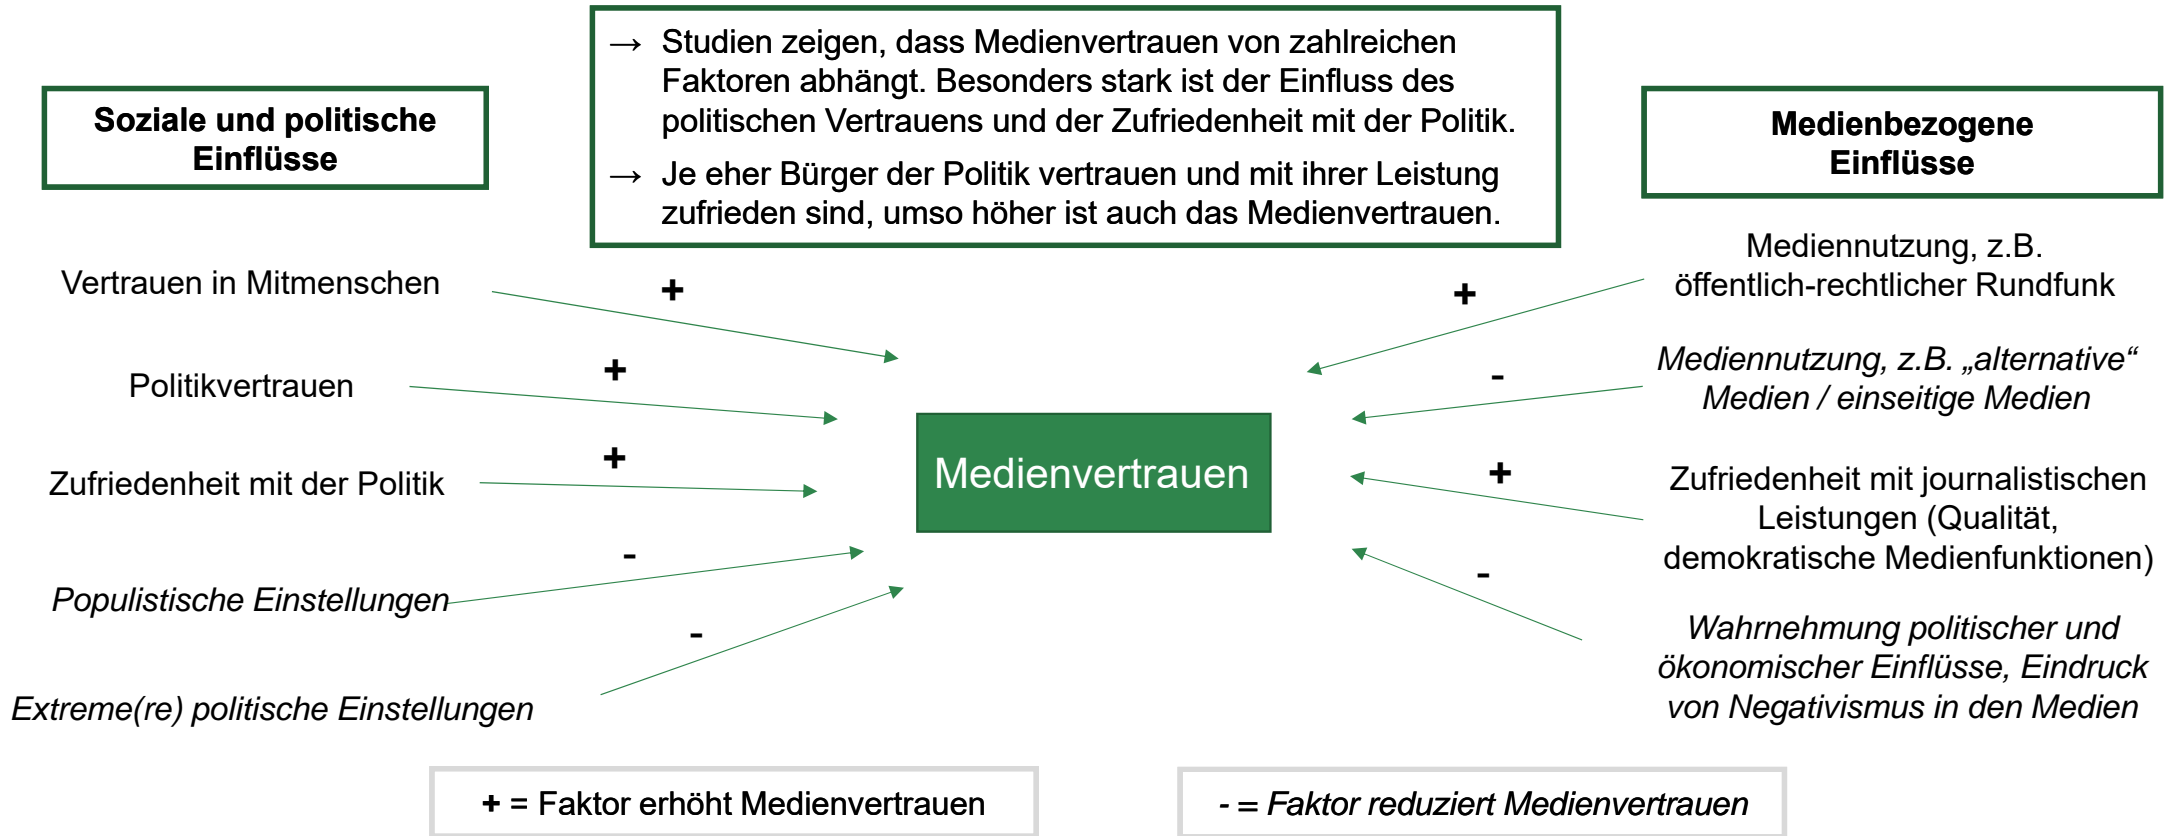 → Studien zeigen, dass Medienvertrauen von zahlreichen
Faktoren abhängt. Besonders stark ist der Einfluss des
politischen Vertrauens und der Zufriedenheit mit der Politik.
→ Je eher Bürger der Politik vertrauen und mit ihrer Leistung
zufrieden sind, umso höher ist auch das Medienvertrauen.
Soziale und politische
Einflüsse
Vertrauen in Mitmenschen
+
Politikvertrauen
+
Zufriedenheit mit der Politik
+
Populistische Einstellungen
-
Extreme(re) politische Einstellungen
-
Medienvertrauen
Medienbezogene
Einflüsse
Mediennutzung, z.B.
öffentlich-rechtlicher Rundfunk
+
Mediennutzung, z.B. „alternative“
Medien / einseitige Medien
-
Zufriedenheit mit journalistischen
Leistungen (Qualität,
demokratische Medienfunktionen)
+
Wahrnehmung politischer und
ökonomischer Einflüsse, Eindruck
von Negativismus in den Medien
-
+ = Faktor erhöht Medienvertrauen
- = Faktor reduziert Medienvertrauen